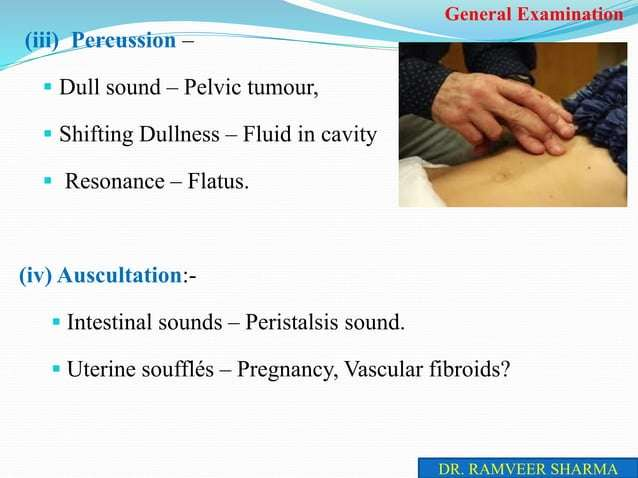 General Examination
(iii) Percussion –
▪ Dull sound – Pelvic tumour,
▪ Shifting Dullness – Fluid in cavity
▪ Resonance – Flatus.
(iv) Auscultation:-
▪ Intestinal sounds – Peristalsis sound.
▪ Uterine soufflés – Pregnancy, Vascular fibroids?
DR. RAMVEER SHARMA